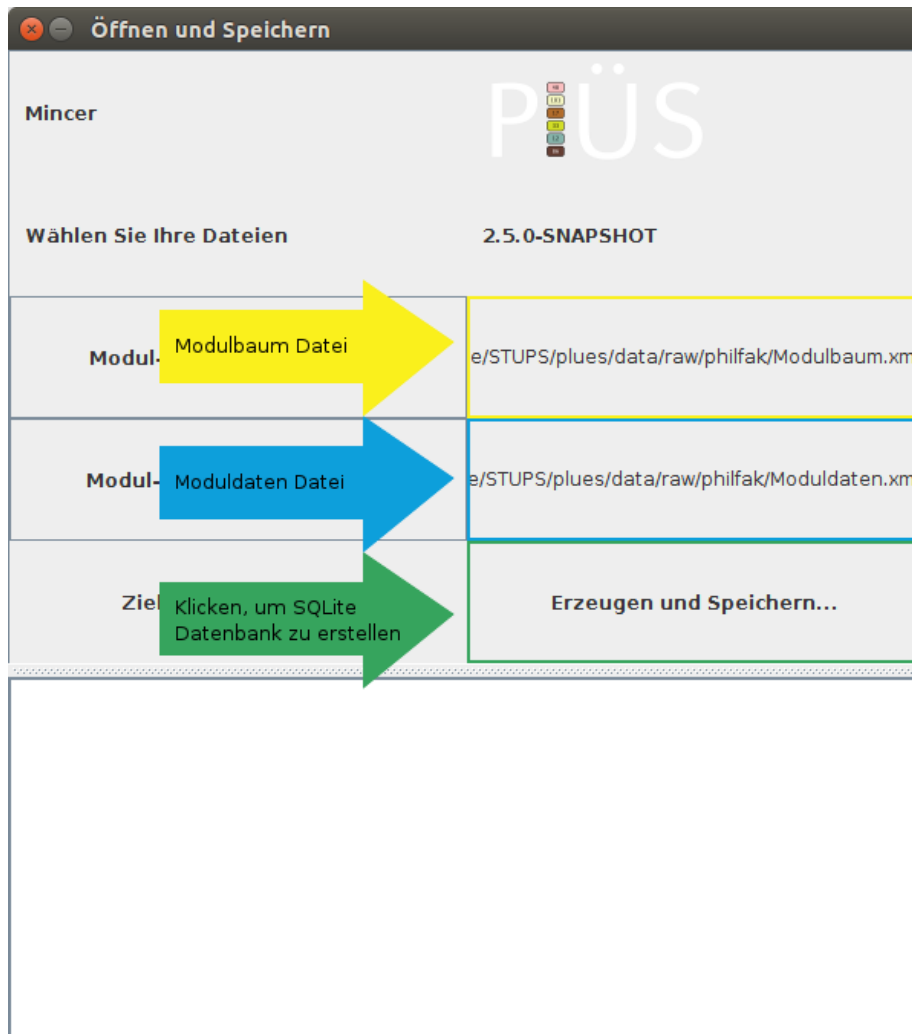 Öffnen und Speichern
Mincer
P ÜS
Wählen Sie Ihre Dateien
2.5.0-SNAPSHOT
Modul-
Modulbaum Datei
e/STUPS/plues/data/raw/philfak/Modulbaum.xm
Modul-
Moduldaten Datei
e/STUPS/plues/data/raw/philfak/Moduldaten.xm
Ziel
Klicken, um SQLite
Datenbank zu erstellen
Erzeugen und Speichern...